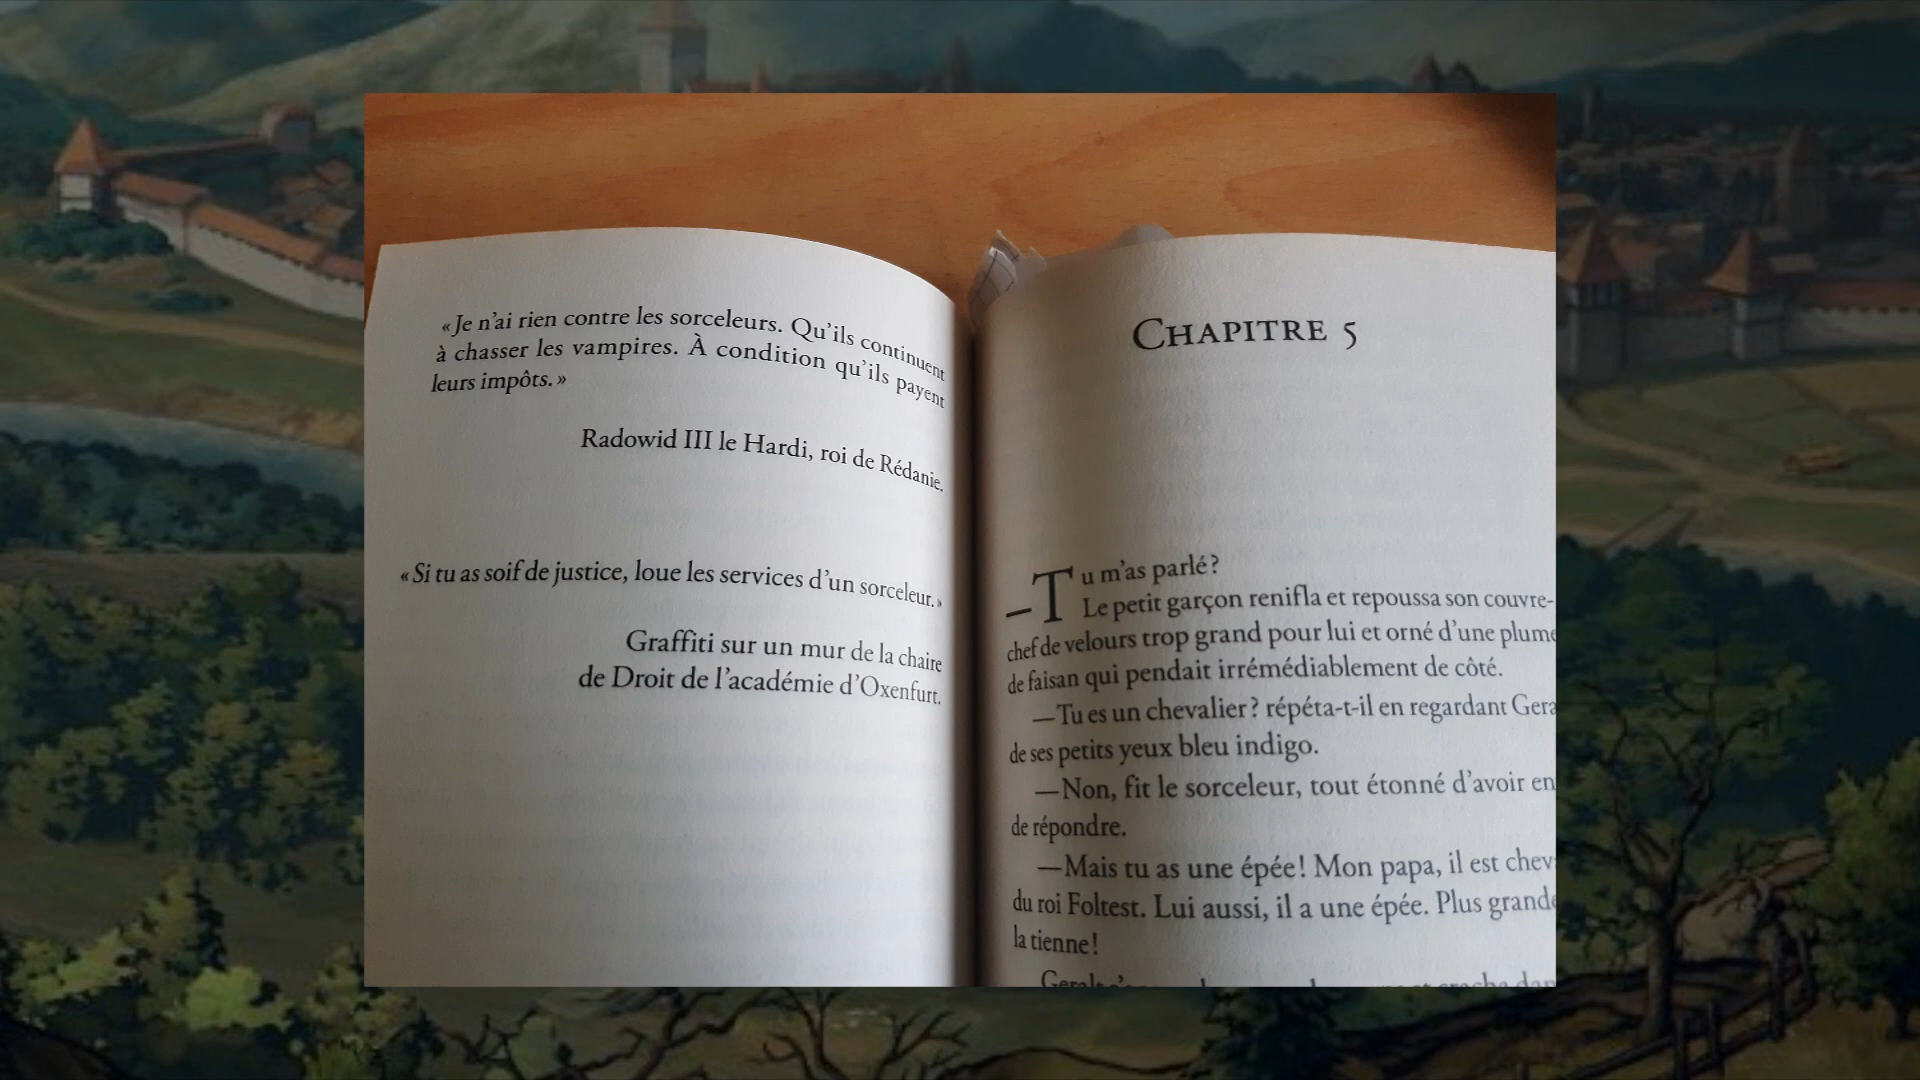 « Je n'ai rien contre les sorceleurs. Qu'ils continuent
à chasser les vampires. À condition qu'ils payent
leurs impôts. »
Radowid III le Hardi, roi de Rédanie.
« Si tu as soif de justice, loue les services d'un sorceleur. »
Graffiti sur un mur de la chaire
de Droit de l'académie d'Oxenfurt.
CHAPITRE 5
—Tu m'as parlé ?
Le petit garçon renifla et repoussa son couvre-
chef de velours trop grand pour lui et orné d'une plume
de faisan qui pendait irrémédiablement de côté.
—Tu es un chevalier ? répéta-t-il en regardant Gera
de ses petits yeux bleu indigo.
—Non, fit le sorceleur, tout étonné d'avoir en
de répondre.
—Mais tu as une épée ! Mon papa, il est chev
du roi Foltest. Lui aussi, il a une épée. Plus grande
la tienne !